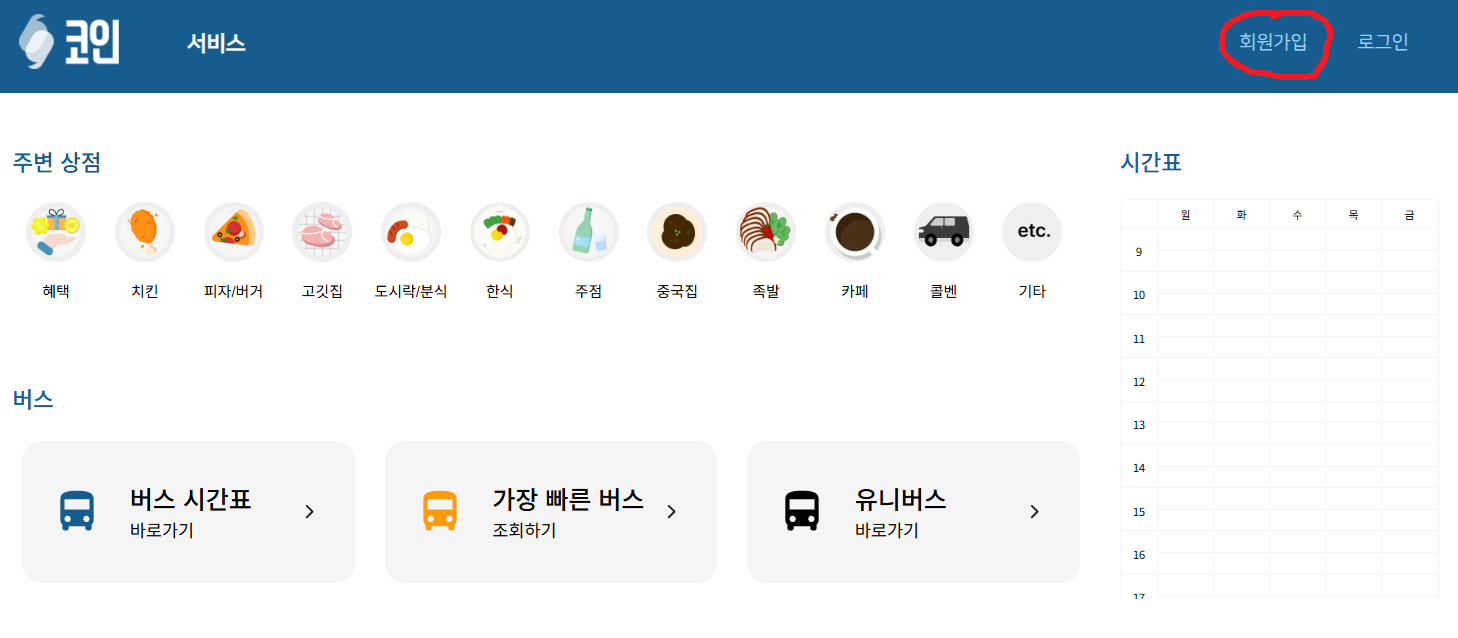 코인 서비스 회원가입 로그인
주변 상점
혜택 치킨 피자/버거 고깃집 도시락/분식 한식 주점 중국집 족발 카페 콜벤 기타
etc.
버스
버스 시간표
바로가기
가장 빠른 버스
조회하기
유니버스
바로가기
시간표
월 화 수 목 금
9
10
11
12
13
14
15
16
17